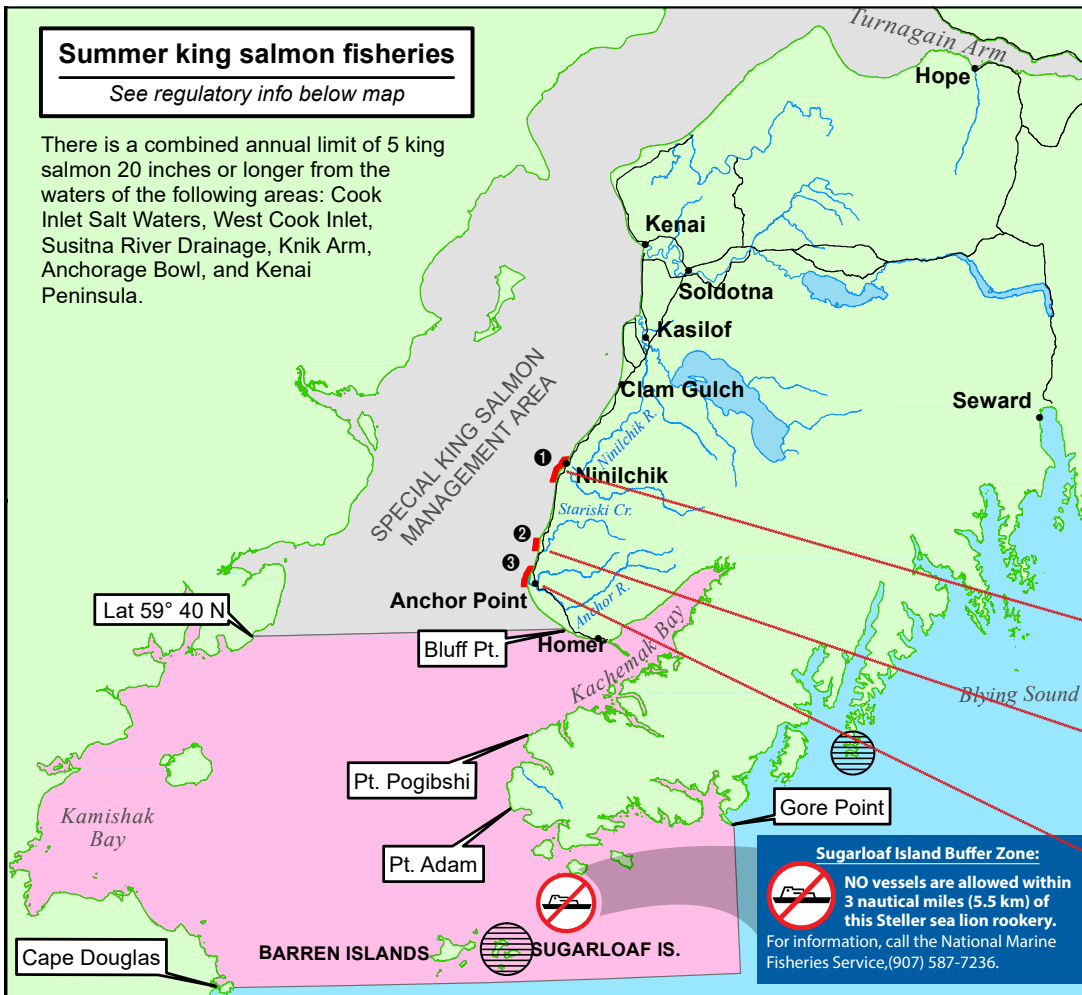 Summer king salmon fisheries
See regulatory info below map
There is a combined annual limit of 5 king
salmon 20 inches or longer from the
waters of the following areas: Cook
Inlet Salt Waters, West Cook Inlet,
Susitna River Drainage, Knik Arm,
Anchorage Bowl, and Kenai
Peninsula.
Turnagain Arm
Hope
Kenai
Soldotna
Kasilof
Clam Gulch
Seward
SPECIAL KING SALMON
MANAGEMENT AREA
Ninilchik R.
1
Ninilchik
Stariski Cr.
2
3
Anchor Point
Anchor R.
Lat 59° 40 N
Bluff Pt.
Homer
Kachemak Bay
Blying Sound
Pt. Pogibshi
Gore Point
Kamishak
Bay
Pt. Adam
Sugarloaf Island Buffer Zone:
NO vessels are allowed within
3 nautical miles (5.5 km) of
this Steller sea lion rookery.
For information, call the National Marine
Fisheries Service,(907) 587-7236.
BARREN ISLANDS
SUGARLOAF IS.
Cape Douglas